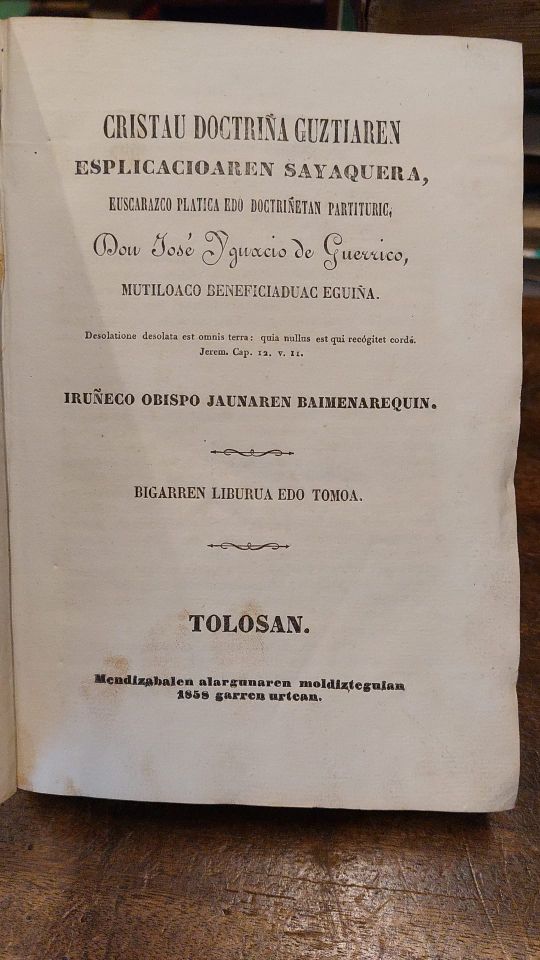 CRISTAU DOCTRIÑA GUZTIAREN
ESPLICACIOAREN SAYAQUERA,
EUSCARAZCO PLATICA EDO DOCTRIÑETAN PARTITURIC,
Don José Ygnacio de Guerrico,
MUTILOACO BENEFICIADUAC EGUIÑA.
Desolatione desolata est omnis terra: quia nullus est qui recógitet corde.
Jerem. Cap. 12. v. 11.
IRUÑECO OBISPO JAUNAREN BAIMENAREQUIN.
BIGARREN LIBURUA EDO TOMOA.
TOLOSAN.
Mendizabalen alargunaren moldizteguian
1858 garren urtean.